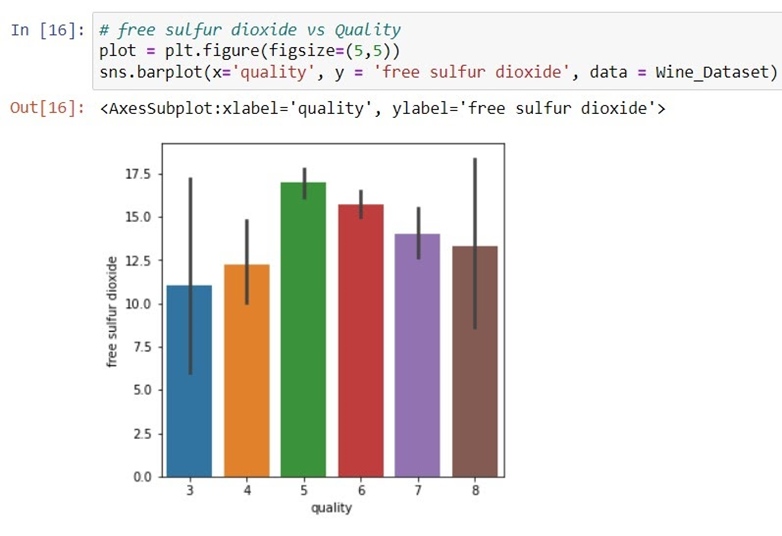 In [16]: # free sulfur dioxide vs Quality
plot = plt.figure(figsize=(5,5))
sns.barplot(x='quality', y = 'free sulfur dioxide', data = Wine_Dataset)
Out[16]: <AxesSubplot:xlabel='quality', ylabel='free sulfur dioxide'>
17.5
15.0
12.5
10.0
7.5
5.0
2.5
0.0
free sulfur dioxide
3 4 5 6 7 8
quality